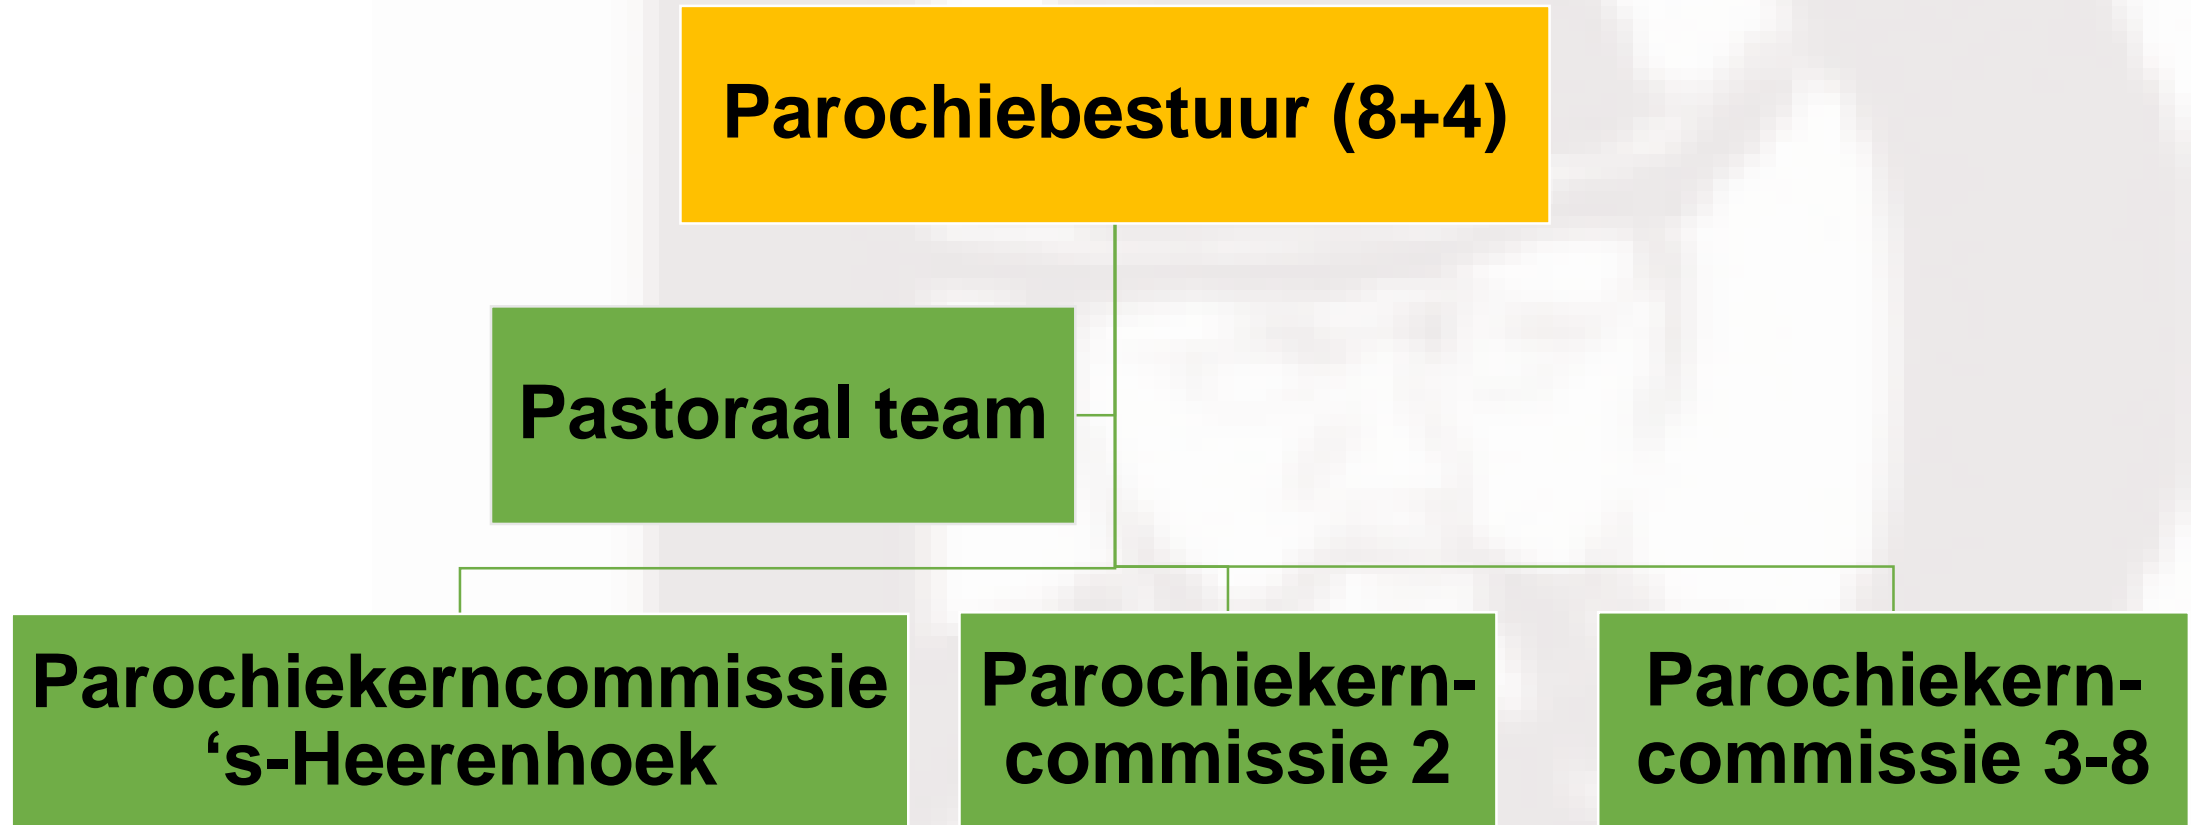 Parochiebestuur (8+4)
Pastoraal team
Parochiekerncommissie
‘s-Heerenhoek
Parochiekern-
commissie 2
Parochiekern-
commissie 3-8